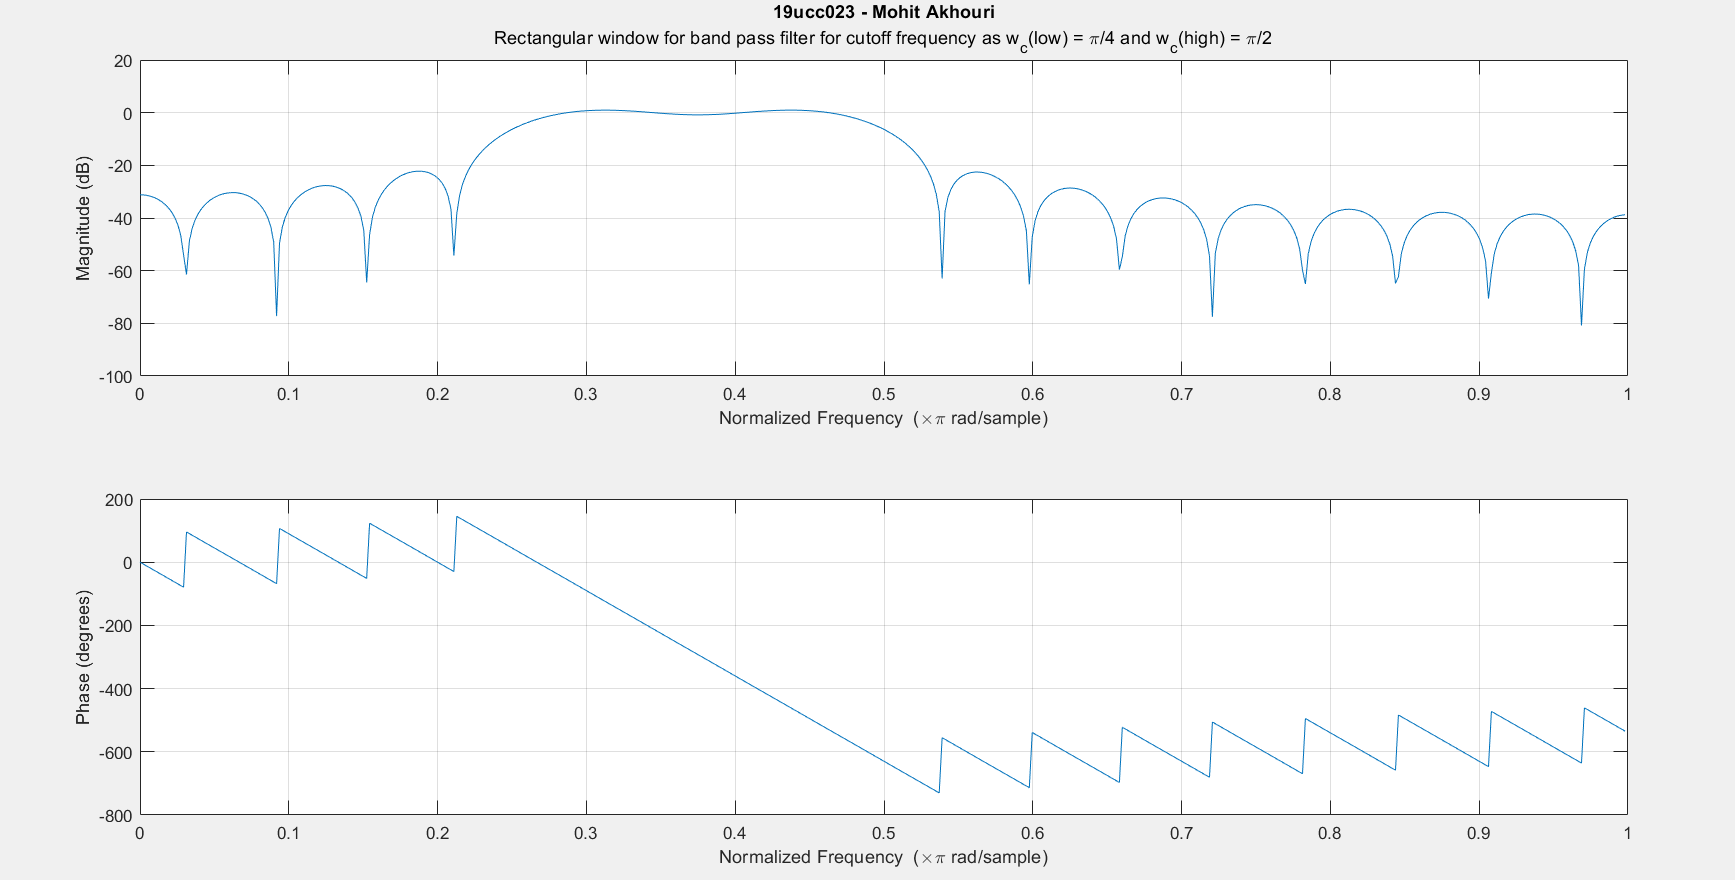 19ucc023 - Mohit Akhouri
Rectangular window for band pass filter for cutoff frequency as w_c(low) = π/4 and w_c(high) = π/2
20
0
-20
-40
-60
-80
-100
Magnitude (dB)
0 0.1 0.2 0.3 0.4 0.5 0.6 0.7 0.8 0.9 1
Normalized Frequency (×π rad/sample)
200
0
-200
-400
-600
-800
Phase (degrees)
0 0.1 0.2 0.3 0.4 0.5 0.6 0.7 0.8 0.9 1
Normalized Frequency (×π rad/sample)